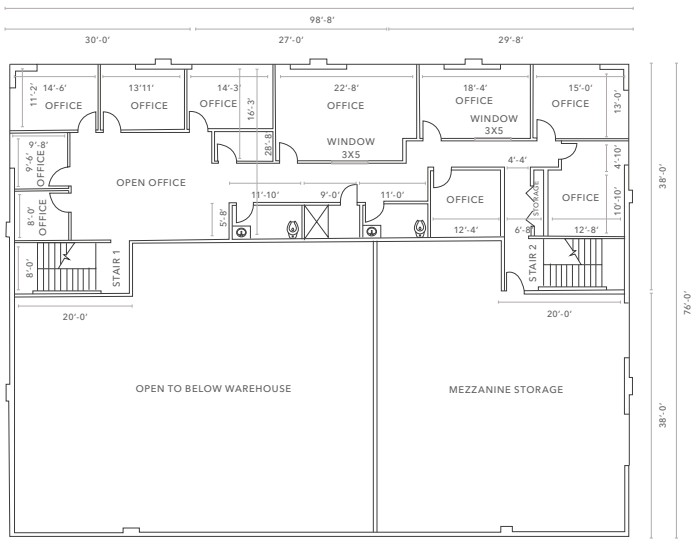 98'-8'
30'-0'
27'-0'
29'-8'
11'-2'
14'-6'
OFFICE
13'11'
OFFICE
14'-3'
OFFICE
16'-3'
28'-8
22'-8'
OFFICE
WINDOW
3X5
18'-4'
OFFICE
WINDOW
3X5
15'-0'
OFFICE
13'-0'
9'-8'
9'-6'
OFFICE
OPEN OFFICE
4'-4'
4'-10'
38'-0'
8'-0'
OFFICE
5'-8'
11'-10'
9'-0'
11'-0'
OFFICE
12'-4'
STORAGE
6'-8
OFFICE
12'-8'
10'-10'
8'-0'
STAIR 1
STAIR 2
20'-0'
20'-0'
76'-0'
OPEN TO BELOW WAREHOUSE
MEZZANINE STORAGE
38'-0'